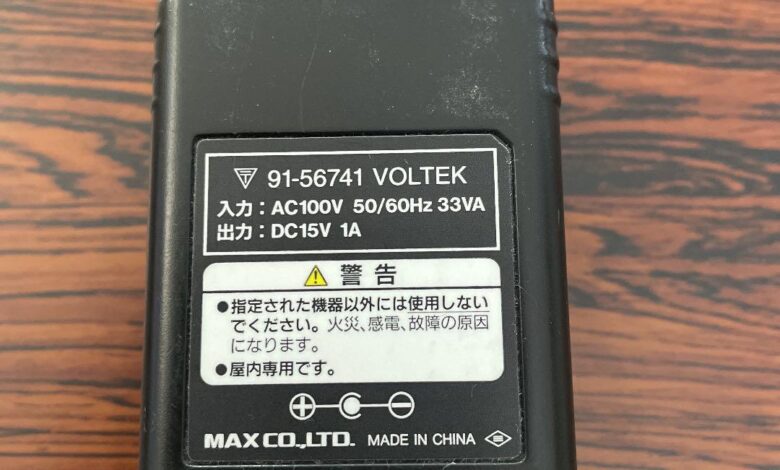 91-56741 VOLTEK
入力：AC100V 50/60Hz 33VA
出力：DC15V 1A
警告
●指定された機器以外には使用しない
でください。火災、感電、故障の原因
になります。
●屋内専用です。
MAX CO.,LTD. MADE IN CHINA